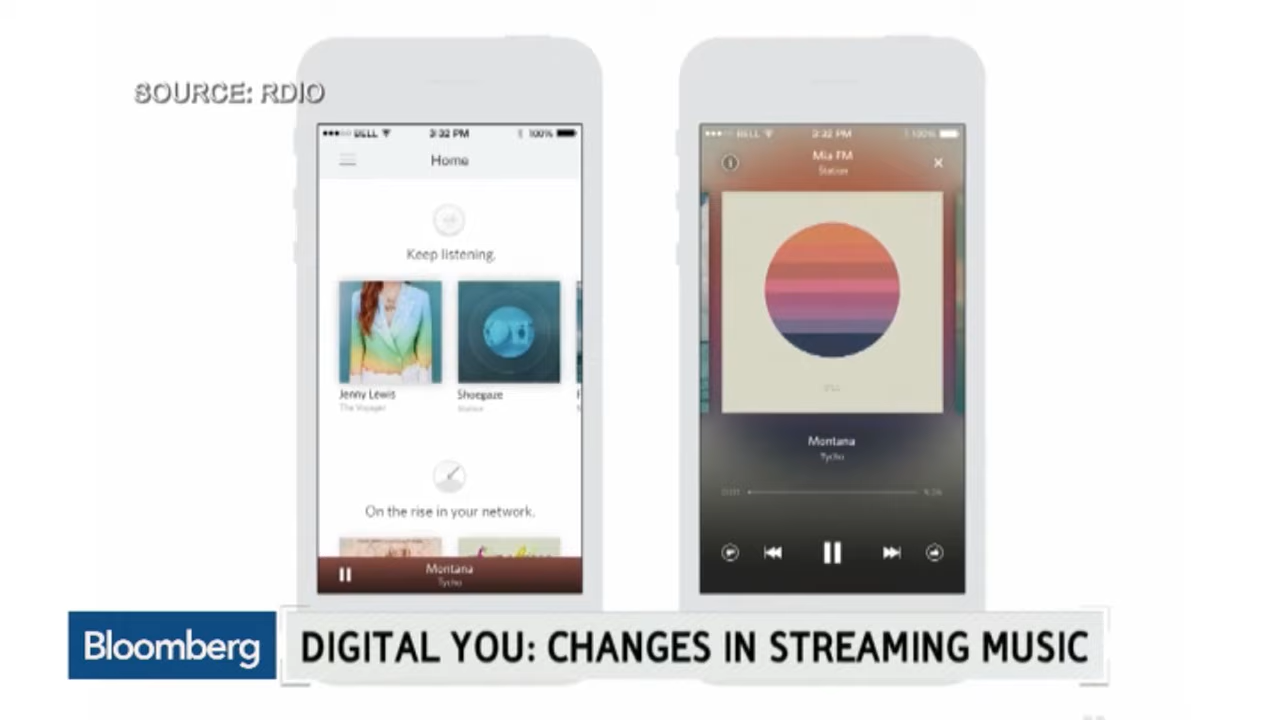 SOURCE: RDIO
BELL 3:32 PM 100%
Home
Keep listening.
Jenny Lewis
The Voyager
Shoegaze
Station
On the rise in your network.
Montana
Tycho
BELL 3:32 PM 100%
Mia FM
Station
Montana
Tycho
Bloomberg
DIGITAL YOU: CHANGES IN STREAMING MUSIC